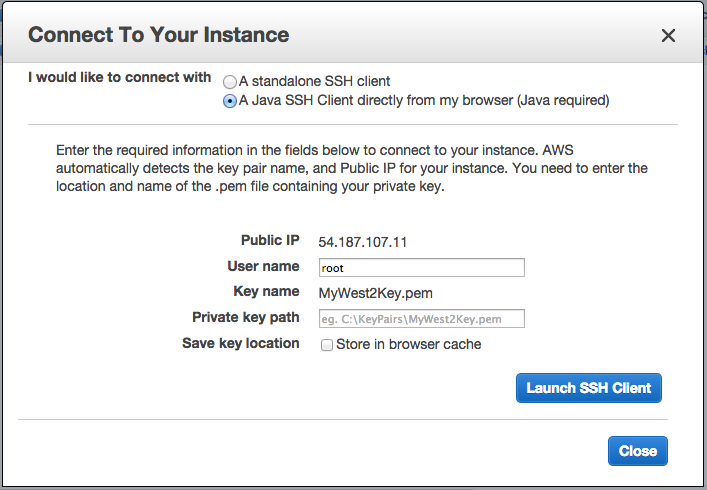 Connect To Your Instance
I would like to connect with
A standalone SSH client
A Java SSH Client directly from my browser (Java required)
Enter the required information in the fields below to connect to your instance. AWS
automatically detects the key pair name, and Public IP for your instance. You need to enter the
location and name of the .pem file containing your private key.
Public IP 54.187.107.11
User name root
Key name MyWest2Key.pem
Private key path eg. C:\KeyPairs\MyWest2Key.pem
Save key location Store in browser cache
Launch SSH Client
Close